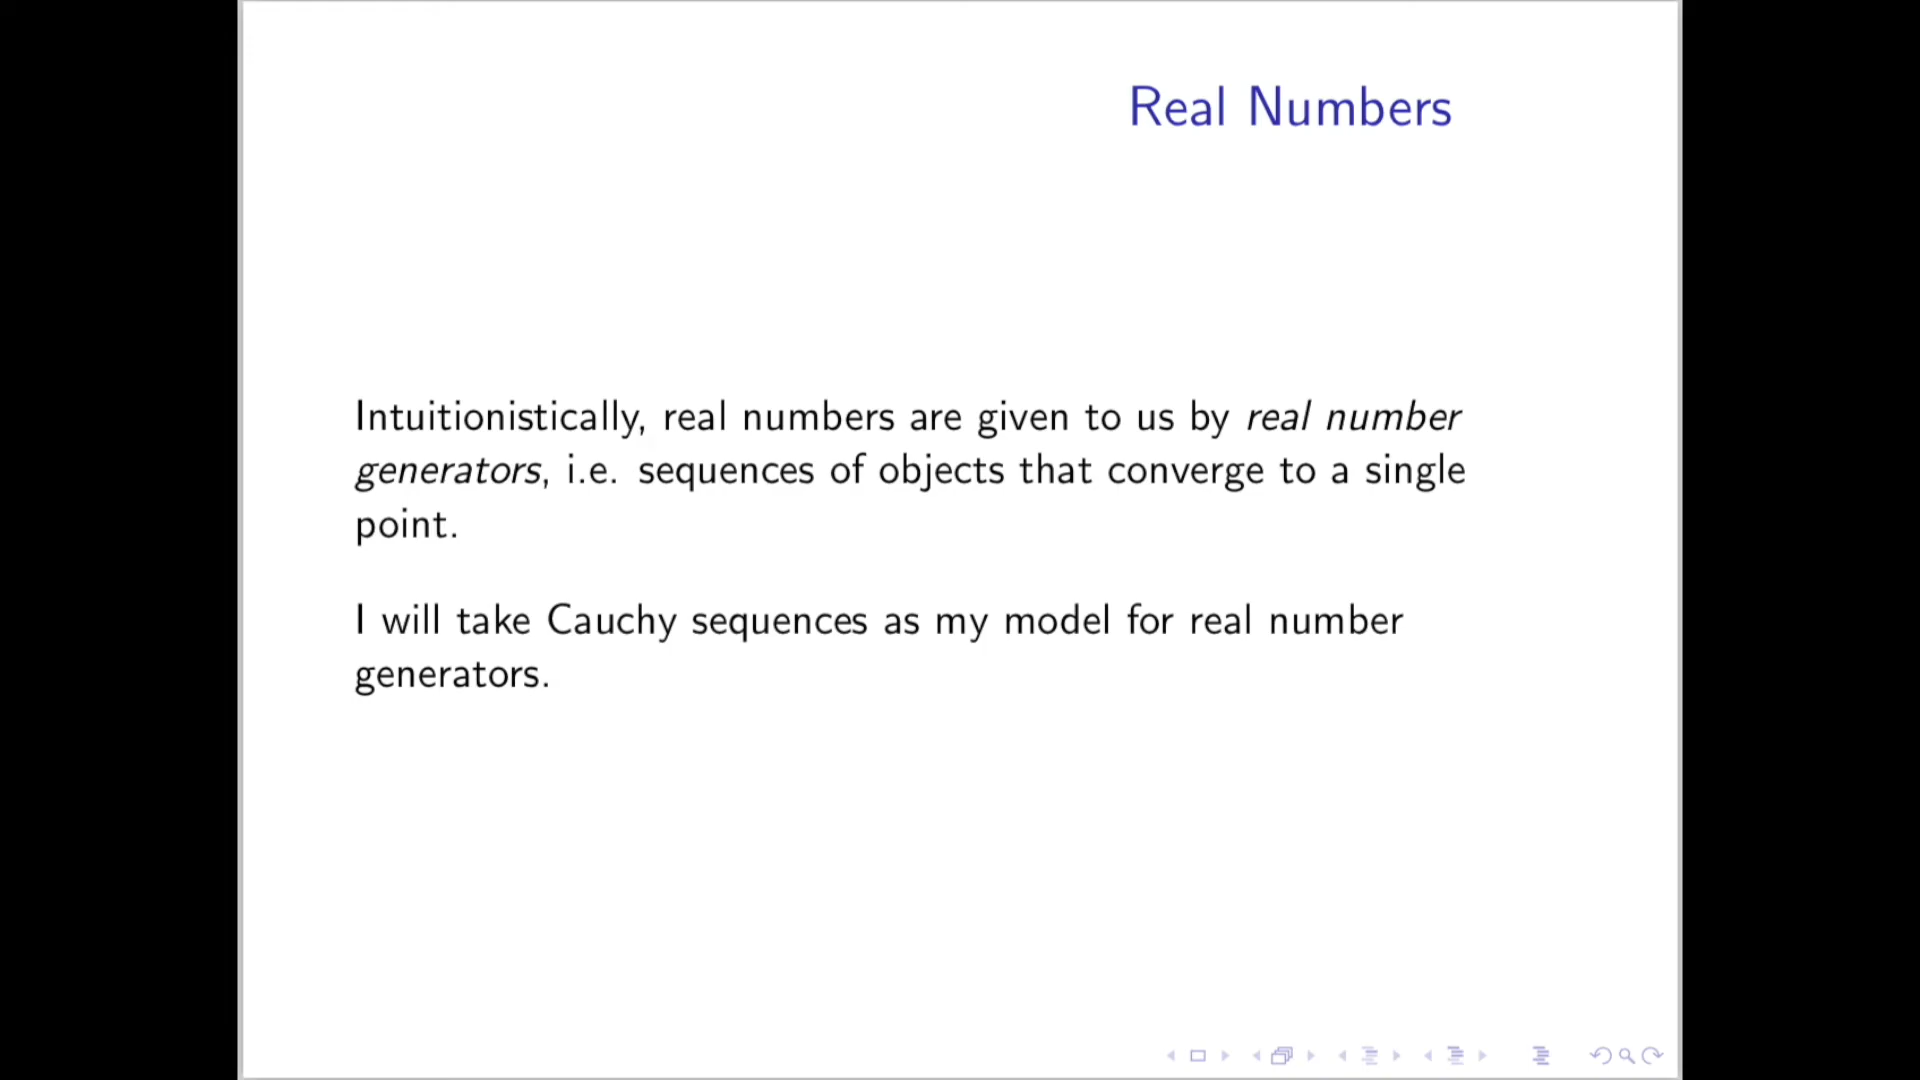 Real Numbers
Intuitionistically, real numbers are given to us by real number
generators, i.e. sequences of objects that converge to a single
point.
I will take Cauchy sequences as my model for real number
generators.